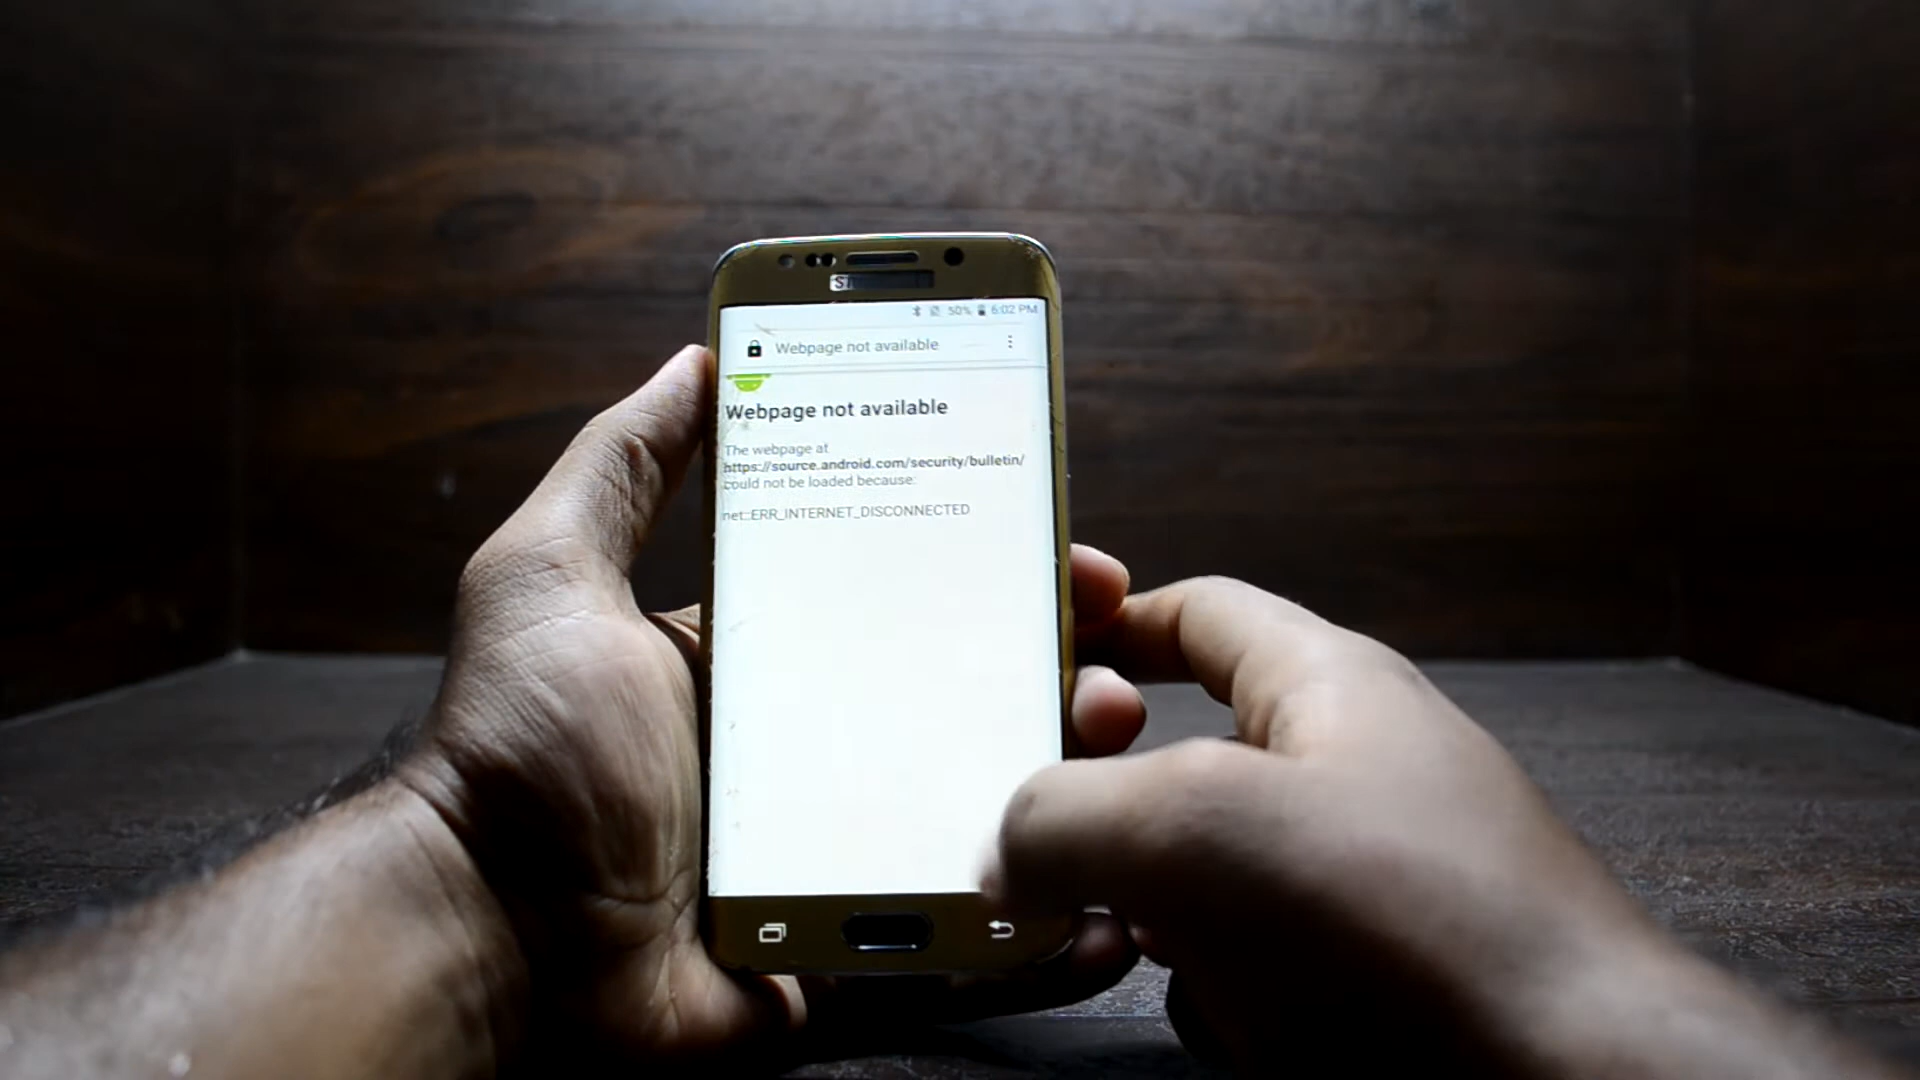 50% 6:02 PM
Webpage not available
Webpage not available
The webpage at
https://source.android.com/security/bulletin/
could not be loaded because:
net::ERR_INTERNET_DISCONNECTED